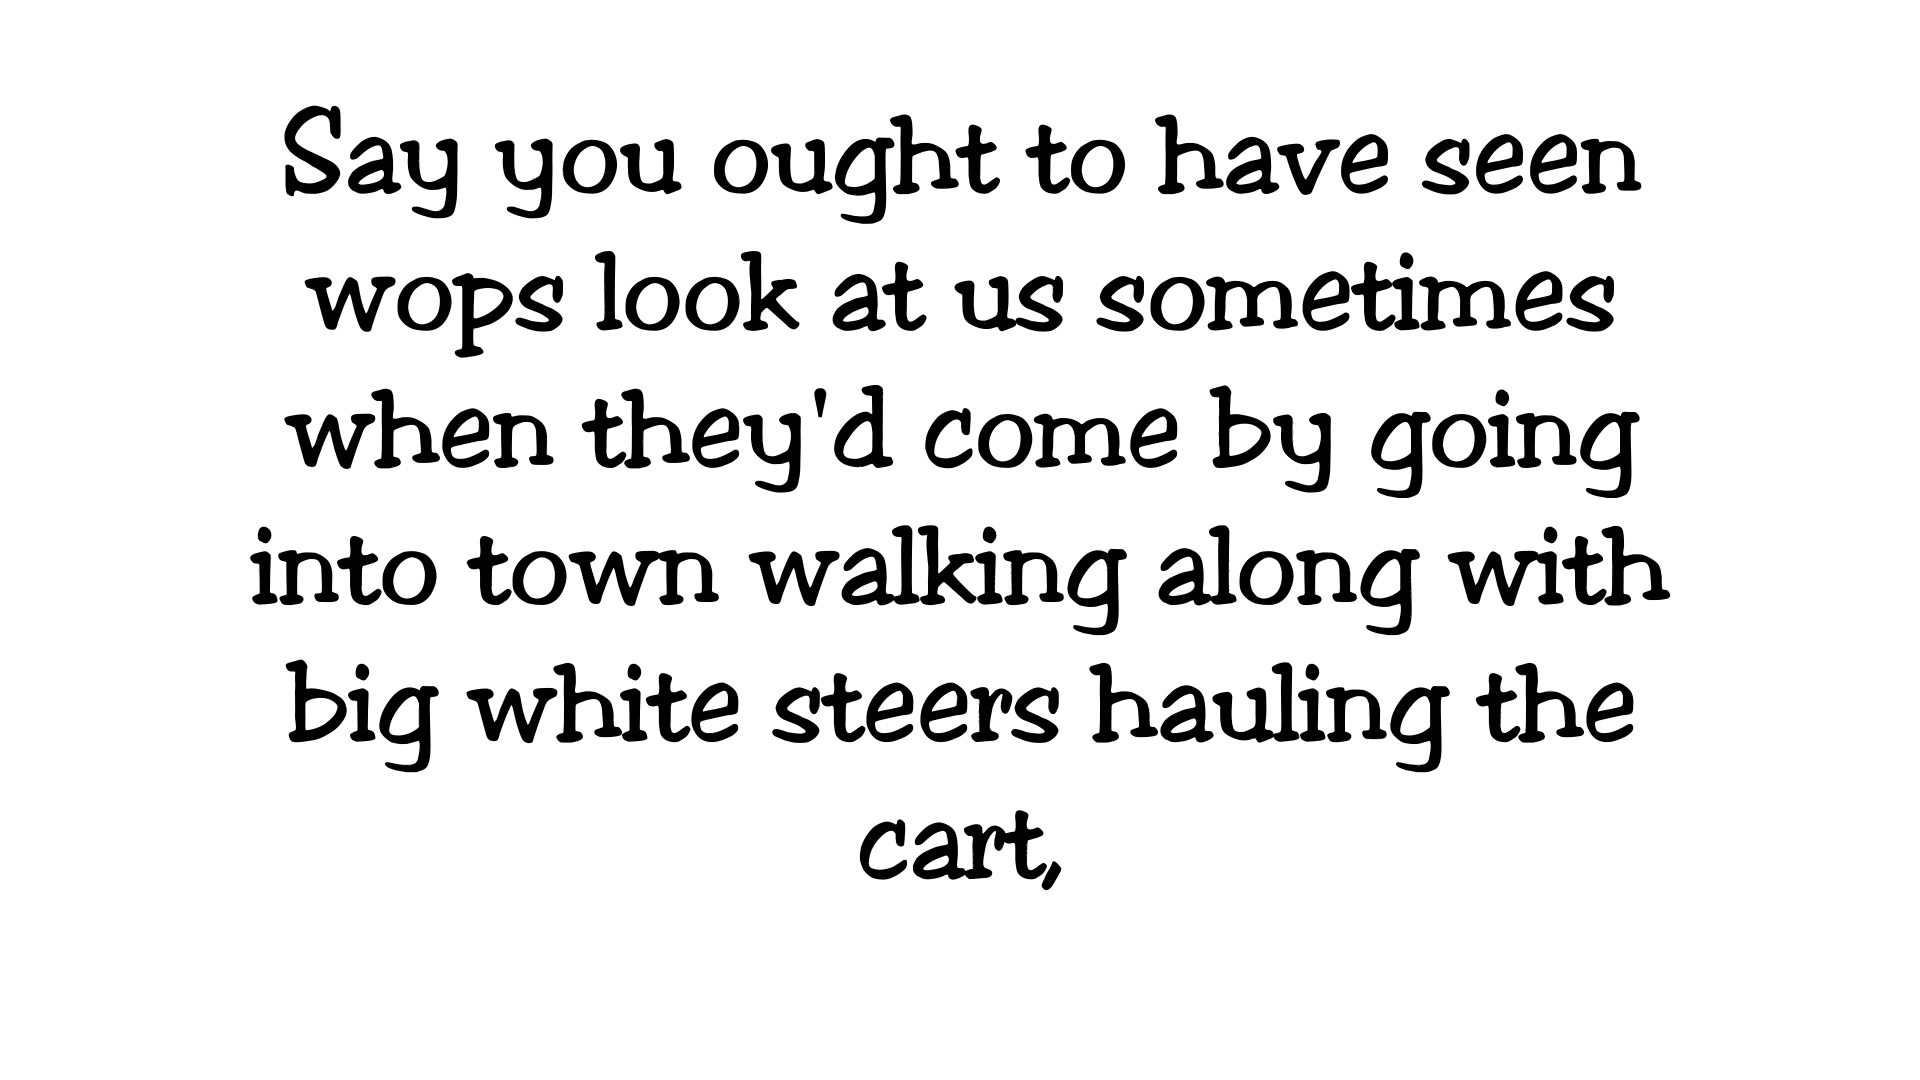 Say you ought to have seen
wops look at us sometimes
when they'd come by going
into town walking along with
big white steers hauling the
cart,